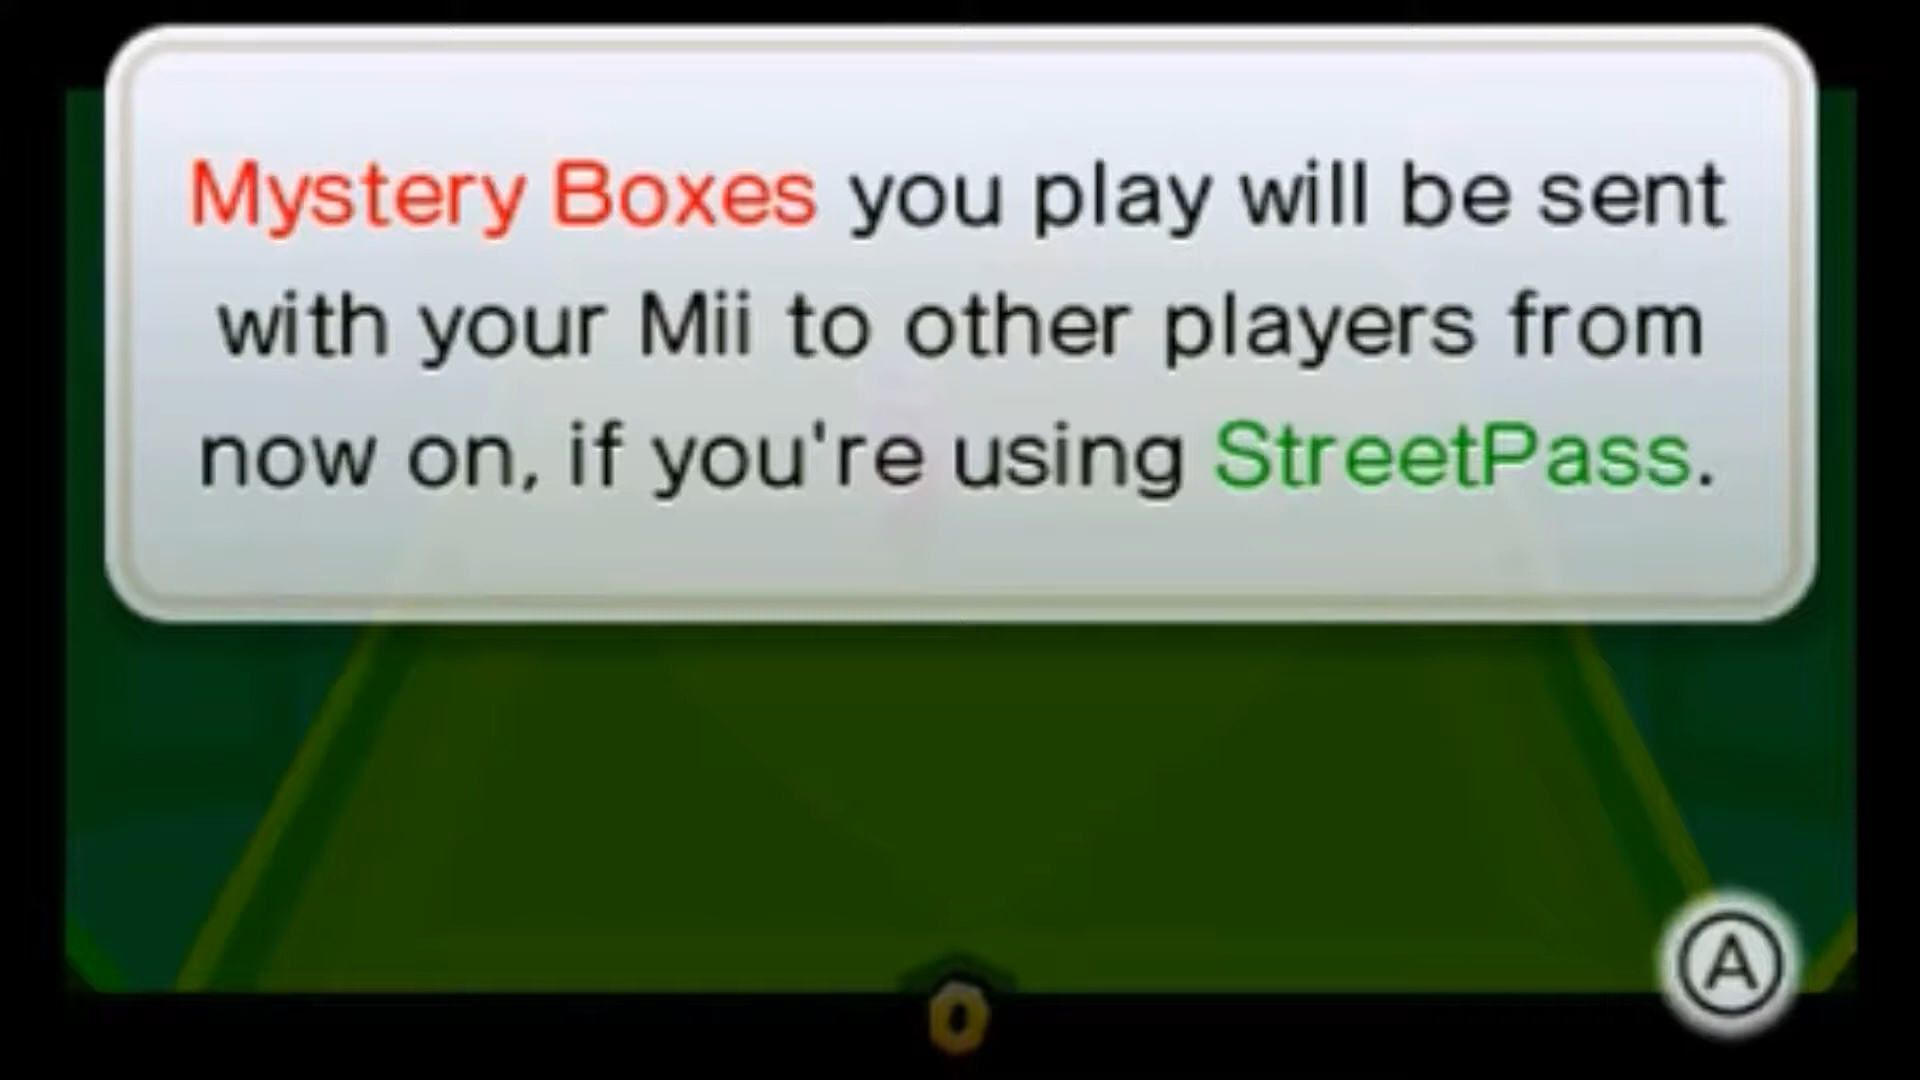 Mystery Boxes you play will be sent
with your Mii to other players from
now on, if you're using StreetPass.
A
0